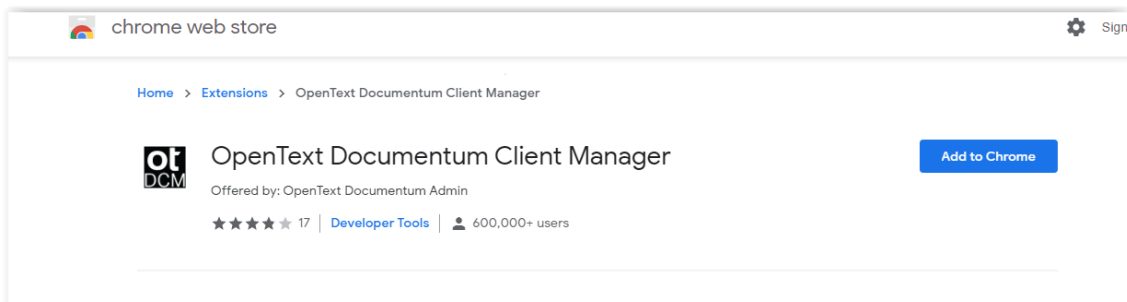 chrome web store
Sign
Home > Extensions > OpenText Documentum Client Manager
ot
DCM
OpenText Documentum Client Manager
Add to Chrome
Offered by: OpenText Documentum Admin
17 | Developer Tools | 600,000+ users